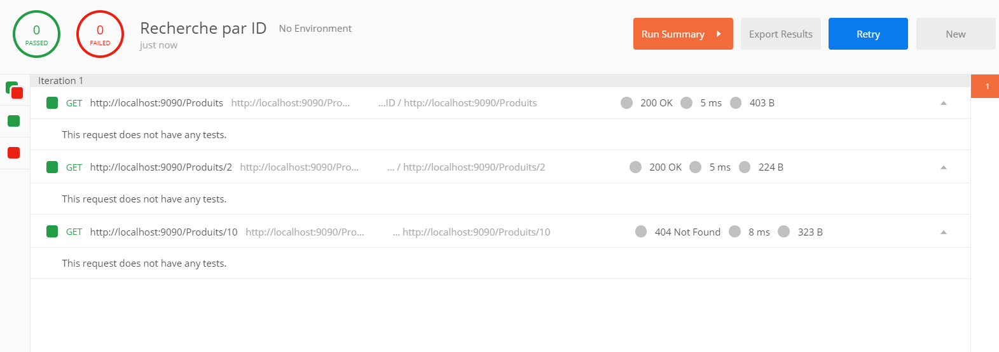 0
PASSED
0
FAILED
Recherche par ID No Environment
just now
Run Summary
Export Results
Retry
New
Iteration 1
1
GET http://localhost:9090/Produits http://localhost:9090/Pro... ...ID / http://localhost:9090/Produits 200 OK 5 ms 403 B
This request does not have any tests.
GET http://localhost:9090/Produits/2 http://localhost:9090/Pro... ... / http://localhost:9090/Produits/2 200 OK 5 ms 224 B
This request does not have any tests.
GET http://localhost:9090/Produits/10 http://localhost:9090/Pro... ... http://localhost:9090/Produits/10 404 Not Found 8 ms 323 B
This request does not have any tests.